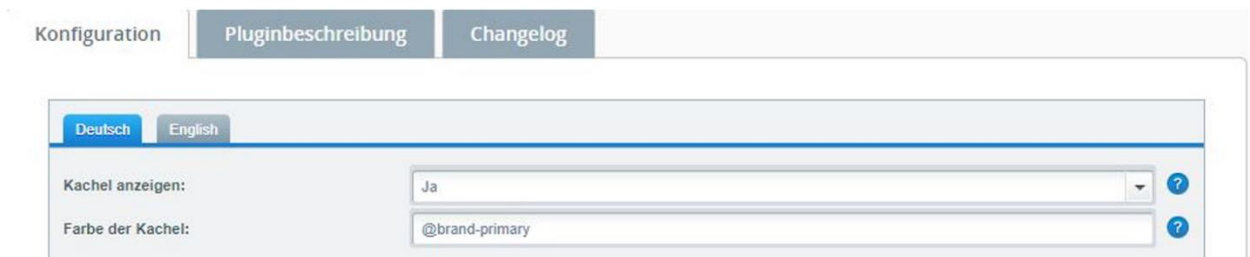 Konfiguration Pluginbeschreibung Changelog
Deutsch English
Kachel anzeigen: Ja ?
Farbe der Kachel: @brand-primary ?